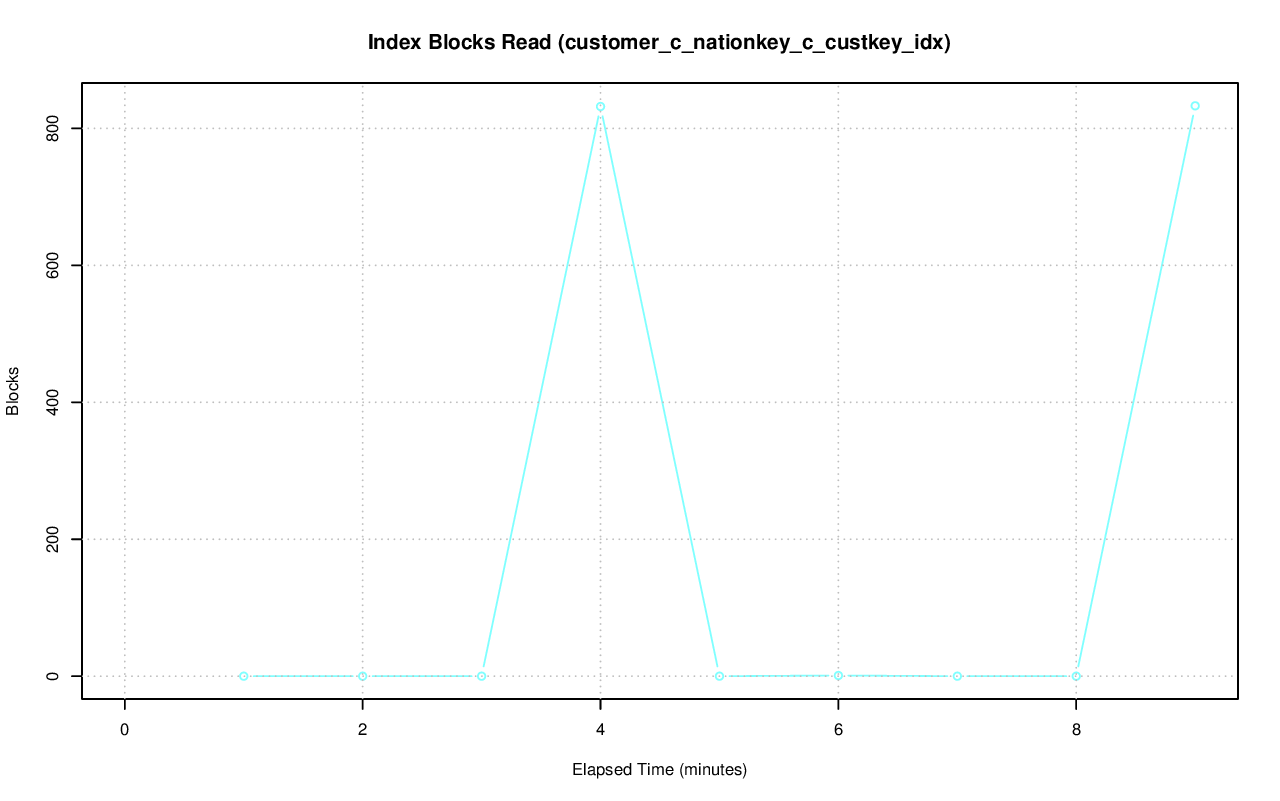 Index Blocks Read (customer_c_nationkey_c_custkey_idx)
800
600
400
200
0
Blocks
0 2 4 6 8
Elapsed Time (minutes)